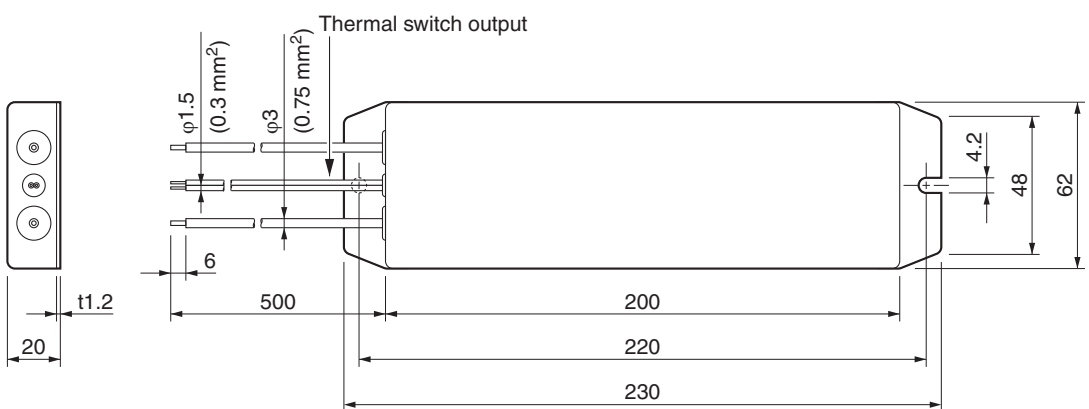 Thermal switch output
φ1.5
(0.3 mm²)
φ3
(0.75 mm²)
4.2
48
62
6
t1.2
500
200
20
220
230